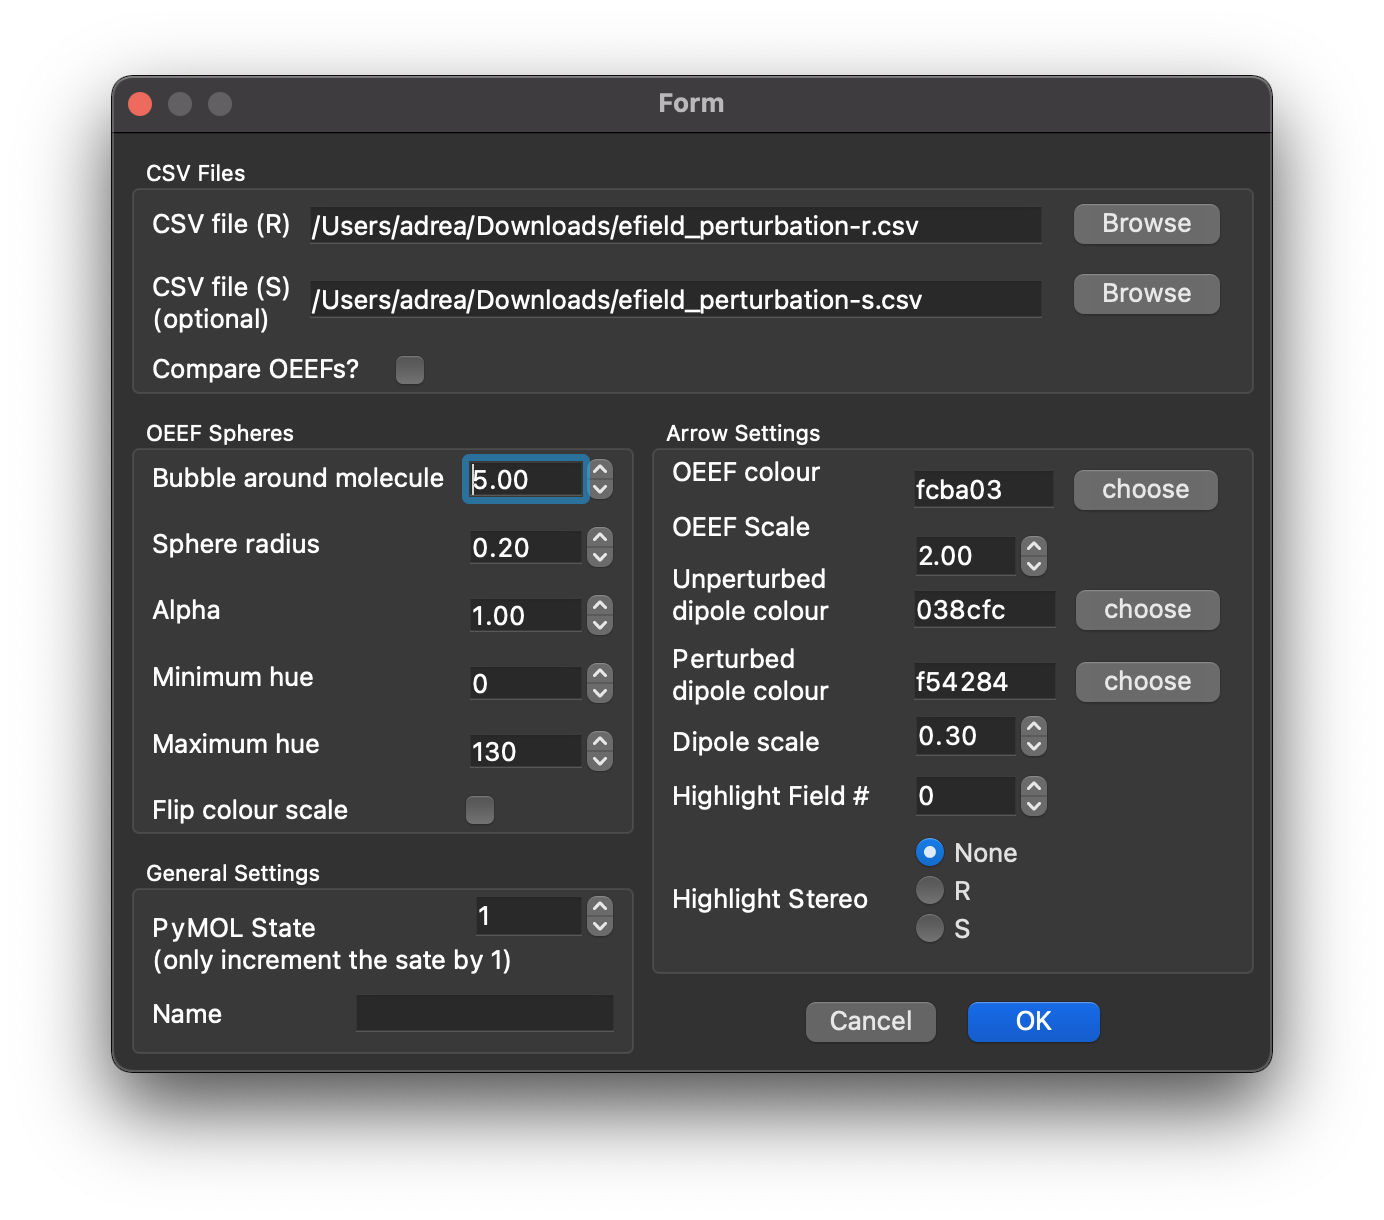 Form
CSV Files
CSV file (R) /Users/adrea/Downloads/efield_perturbation-r.csv Browse
CSV file (S)
(optional) /Users/adrea/Downloads/efield_perturbation-s.csv Browse
Compare OEEFs?
OEEF Spheres
Bubble around molecule 5.00
Sphere radius 0.20
Alpha 1.00
Minimum hue 0
Maximum hue 130
Flip colour scale
General Settings
PyMOL State 1
(only increment the sate by 1)
Name
Arrow Settings
OEEF colour fcba03 choose
OEEF Scale 2.00
Unperturbed
dipole colour 038cfc choose
Perturbed
dipole colour f54284 choose
Dipole scale 0.30
Highlight Field # 0
Highlight Stereo
None
R
S
Cancel OK